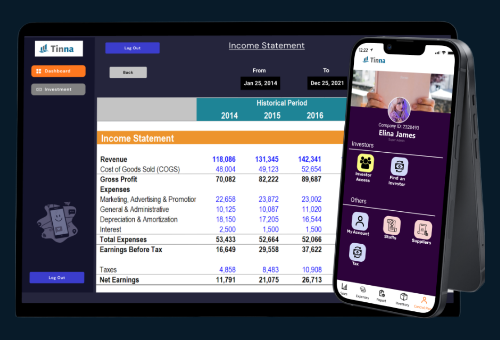 Tinna
Log Out
Income Statement
Dashboard
Investment
Back
From To
Jan 25, 2014 Dec 25, 2021
Historical Period
2014 2015 2016
Income Statement
Revenue 118,086 131,345 142,341
Cost of Goods Sold (COGS) 48,004 49,123 52,654
Gross Profit 70,082 82,222 89,687
Expenses
Marketing, Advertising & Promotion 22,658 23,872 23,002
General & Administrative 10,125 10,087 11,020
Depreciation & Amortization 18,150 17,205 16,544
Interest 2,500 1,500 1,500
Total Expenses 53,433 52,664 52,066
Earnings Before Tax 16,649 29,558 37,622
Taxes 4,858 8,483 10,908
Net Earnings 11,791 21,075 26,713
Log Out
12:22
Tinna
Elina James
Investors
Investor Access
Find an Investor
Others
My Account
Staffs
Suppliers
Tax
Expenses
Report
Inventory